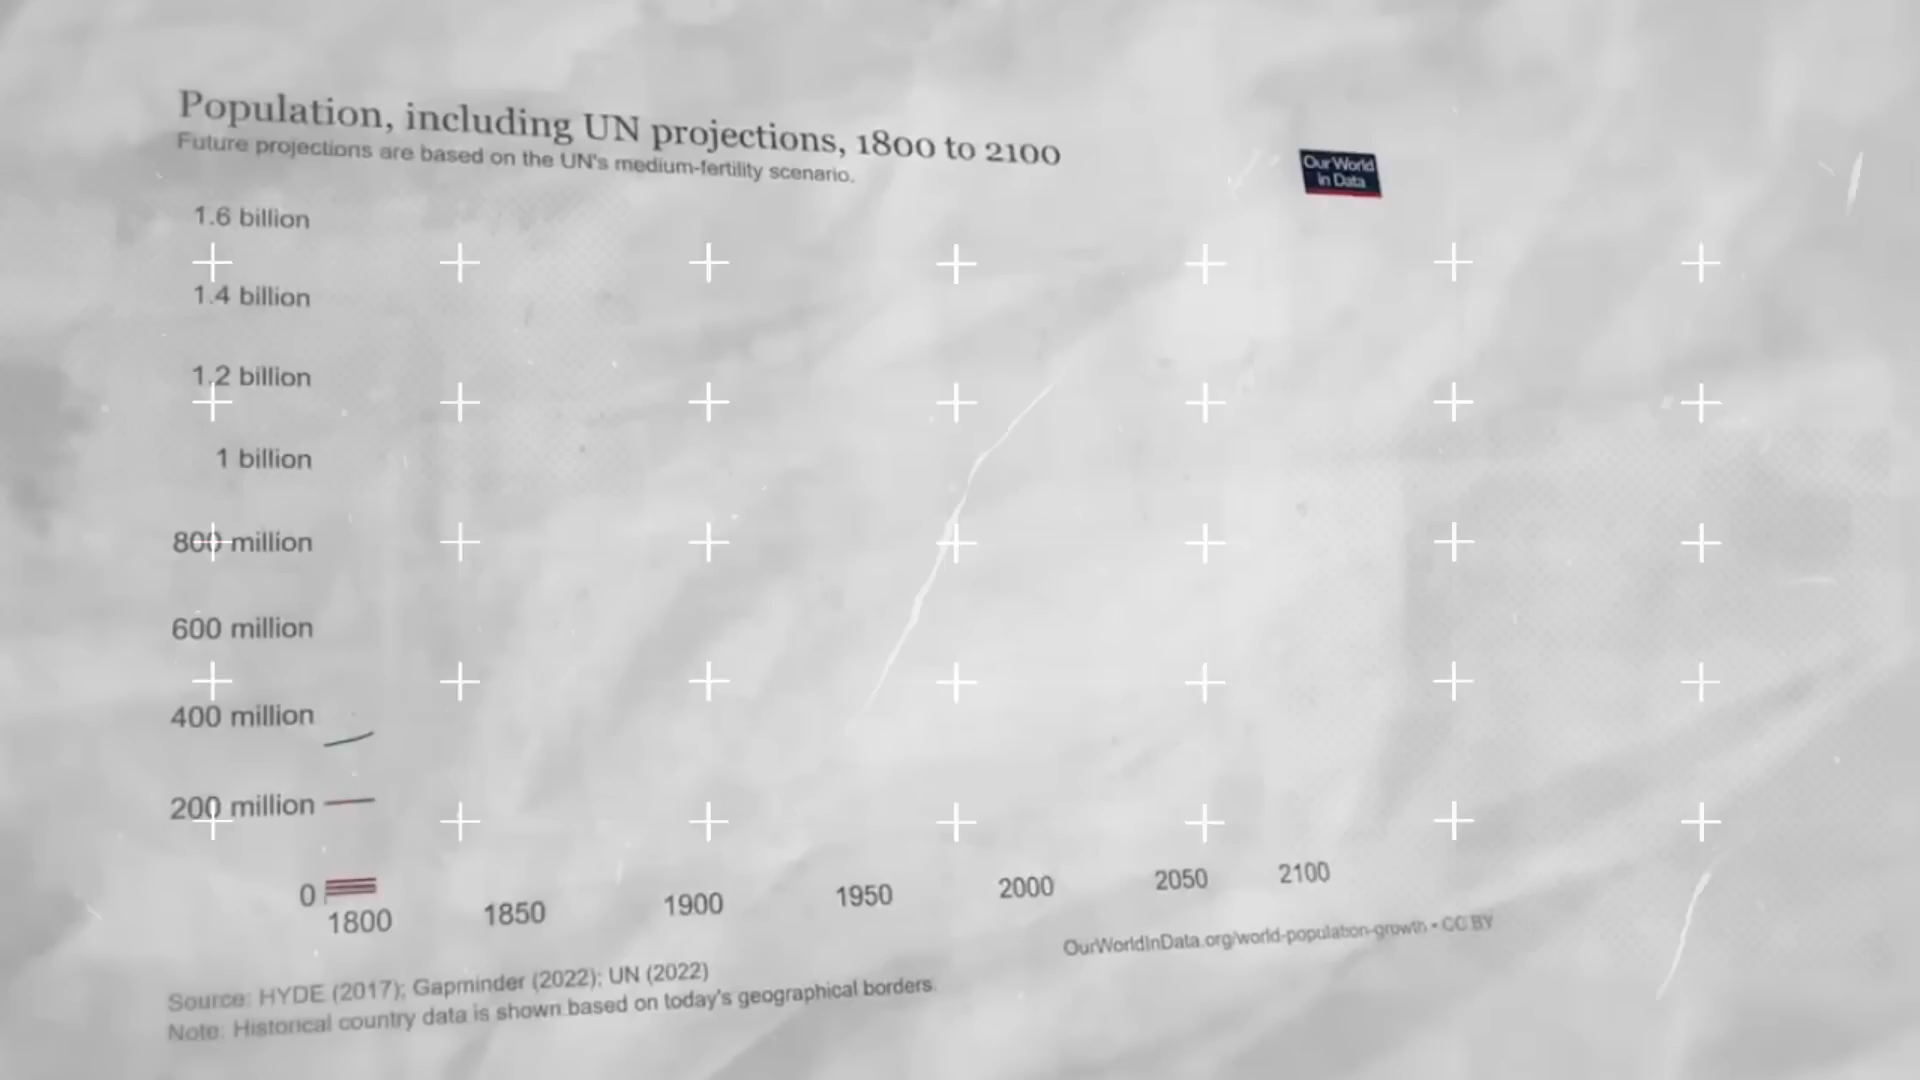 Population, including UN projections, 1800 to 2100
Future projections are based on the UN's medium-fertility scenario.
Our World
in Data
1.6 billion
1.4 billion
1.2 billion
1 billion
800 million
600 million
400 million
200 million
0
1800 1850 1900 1950 2000 2050 2100
OurWorldInData.org/world-population-growth • CC BY
Source: HYDE (2017); Gapminder (2022); UN (2022)
Note: Historical country data is shown based on today's geographical borders.